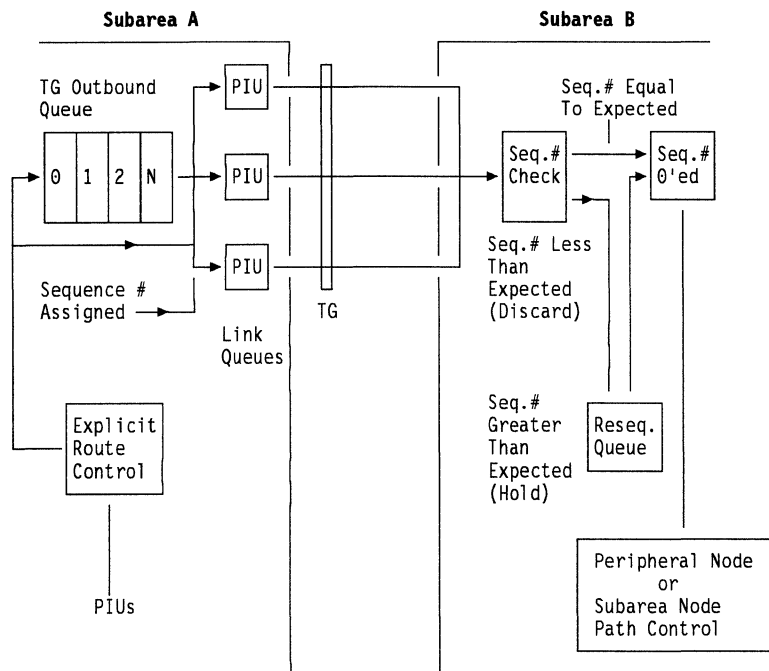 Subarea A
Subarea B
TG Outbound
Queue
0 1 2 N
PIU
PIU
PIU
Sequence #
Assigned
Link
Queues
TG
Explicit
Route
Control
PIUs
Seq.# Equal
To Expected
Seq.#
Check
Seq.#
0'ed
Seq.# Less
Than
Expected
(Discard)
Seq.#
Greater
Than
Expected
(Hold)
Reseq.
Queue
Peripheral Node
or
Subarea Node
Path Control